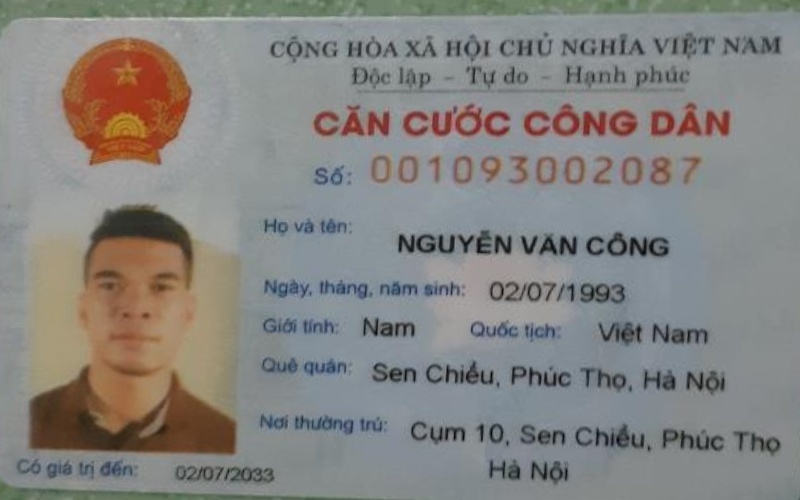 CỘNG HÒA XÃ HỘI CHỦ NGHĨA VIỆT NAM
Độc lập - Tự do - Hạnh phúc
CĂN CƯỚC CÔNG DÂN
Số: 001093002087
Họ và tên: NGUYỄN VĂN CÔNG
Ngày, tháng, năm sinh: 02/07/1993
Giới tính: Nam Quốc tịch: Việt Nam
Quê quán: Sen Chiểu, Phúc Thọ, Hà Nội
Nơi thường trú: Cụm 10, Sen Chiểu, Phúc Thọ
Hà Nội
Có giá trị đến: 02/07/2033